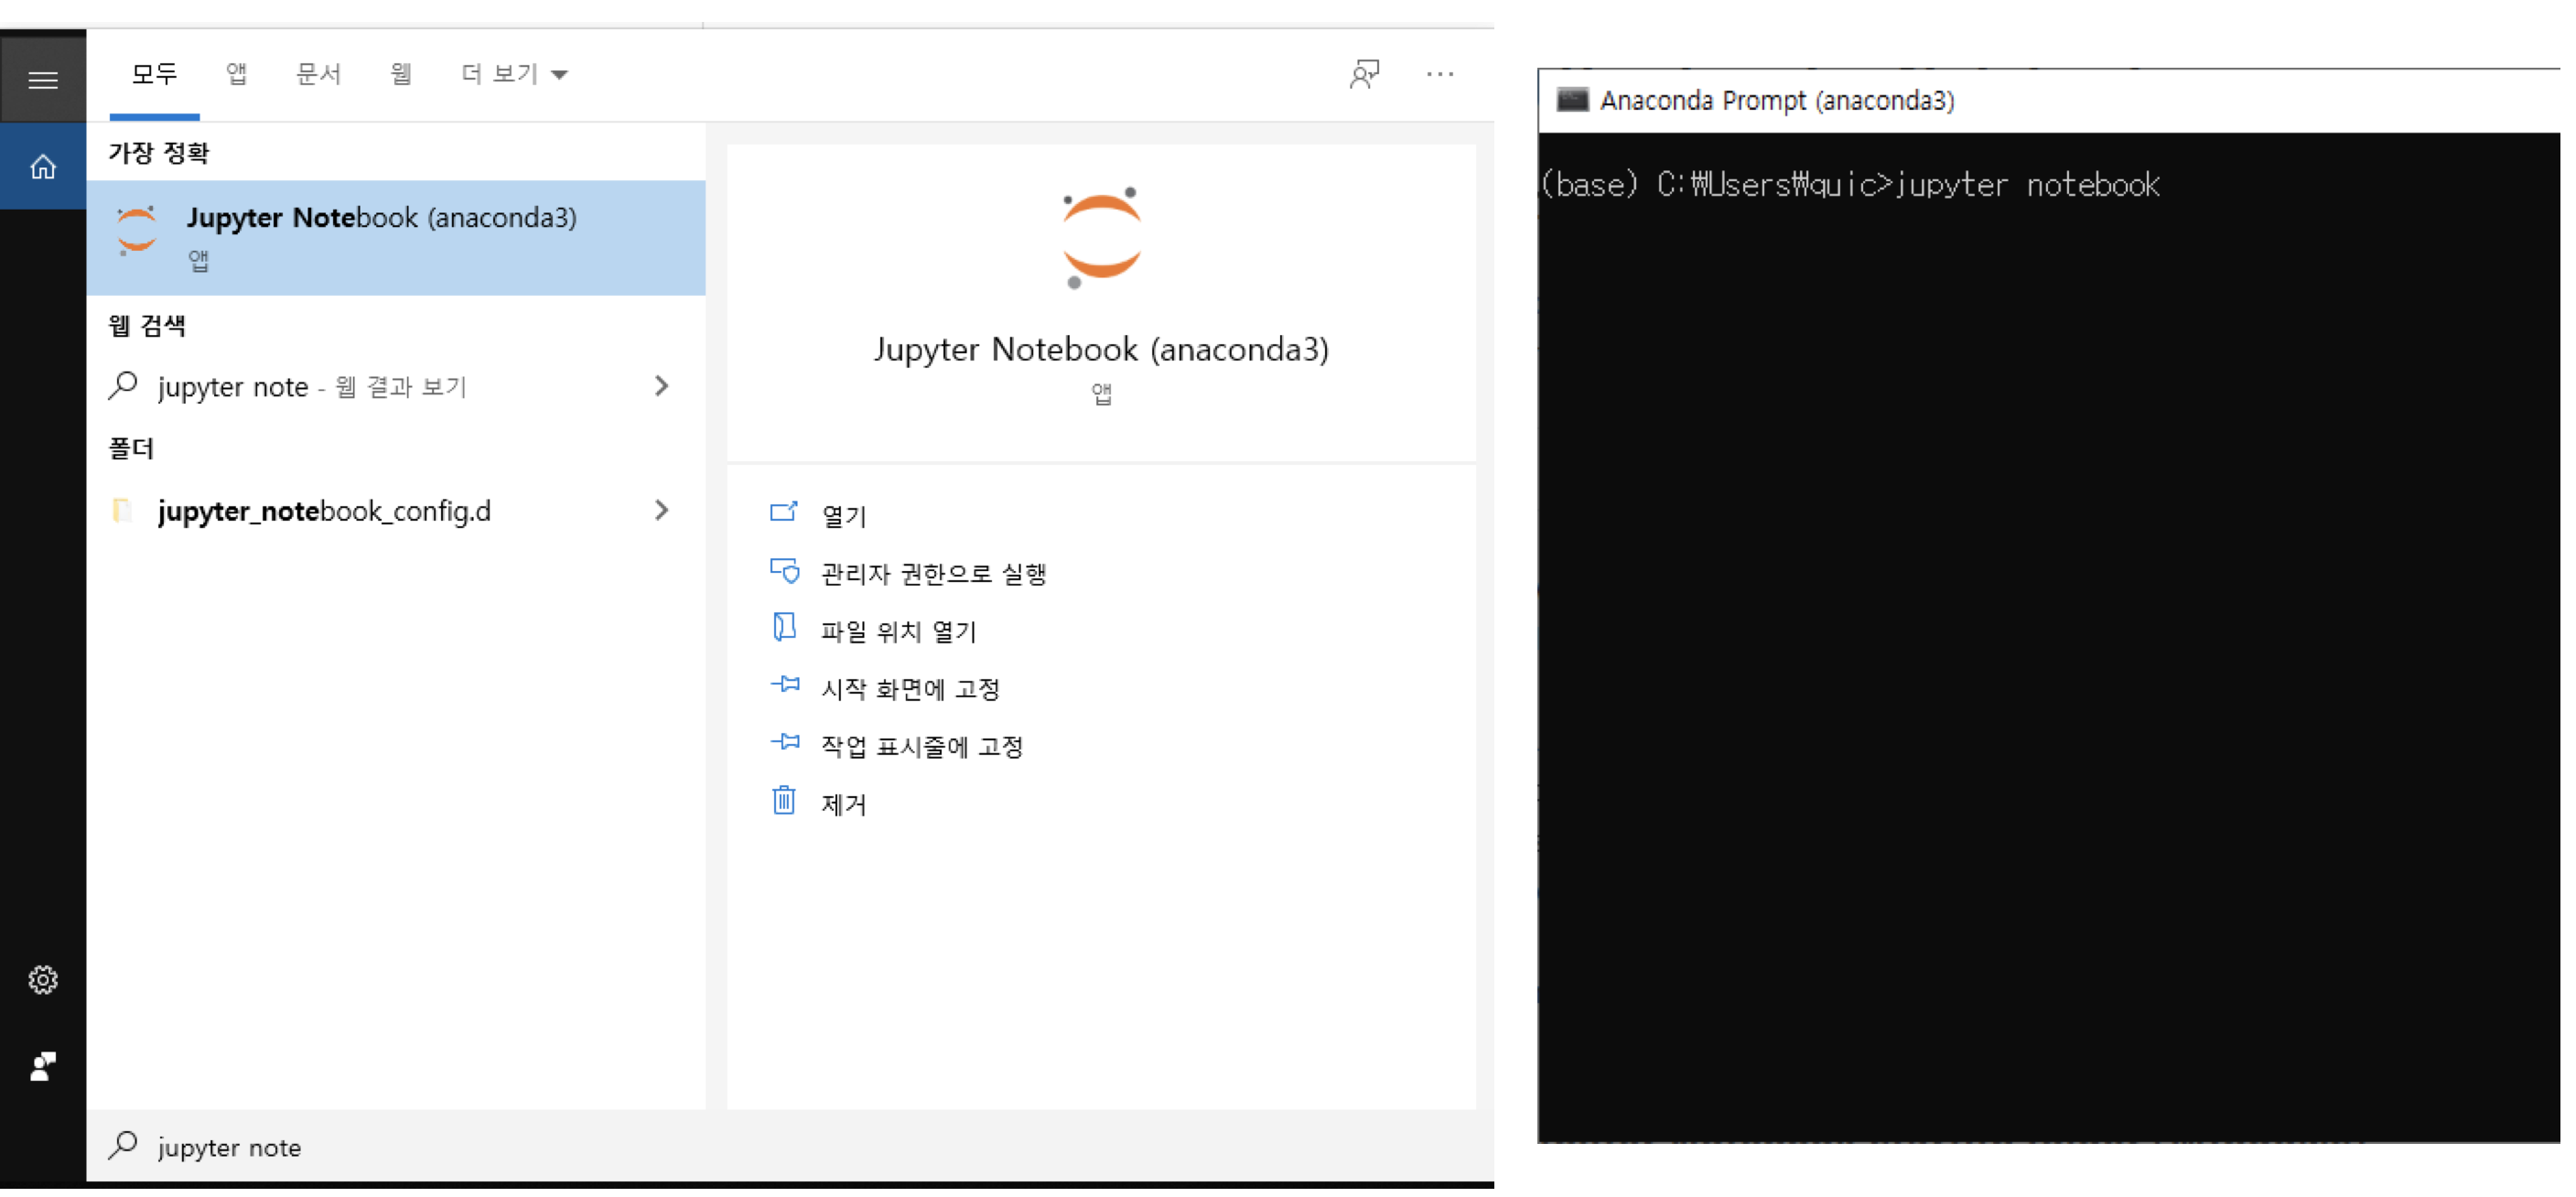 모두 앱 문서 웹 더 보기
가장 정확
Jupyter Notebook (anaconda3)
앱
웹 검색
jupyter note - 웹 결과 보기
폴더
jupyter_notebook_config.d
Jupyter Notebook (anaconda3)
앱
열기
관리자 권한으로 실행
파일 위치 열기
시작 화면에 고정
작업 표시줄에 고정
제거
jupyter note
Anaconda Prompt (anaconda3)
(base) C:₩Users₩quic>jupyter notebook